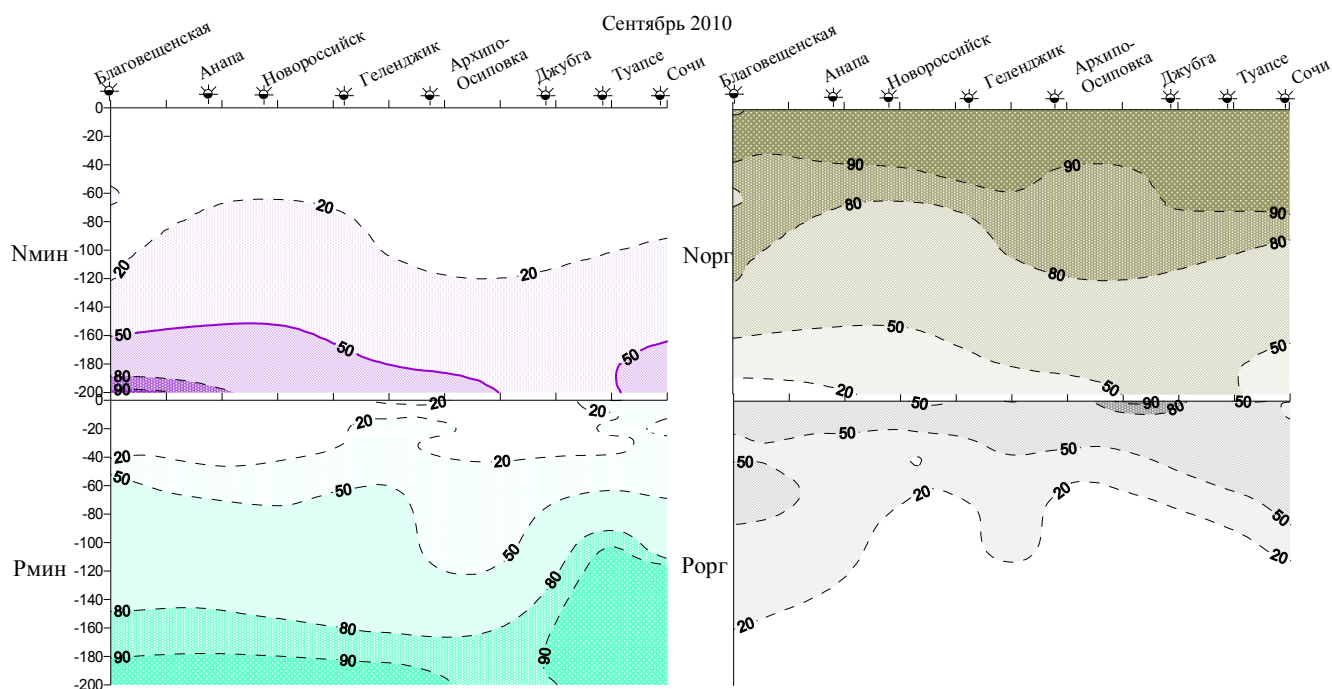 Сентябрь 2010
Благовещенская
Анапа
Новороссийск
Геленджик
Архипо-
Осиповка
Джубга
Туапсе
Сочи
Благовещенская
Анапа
Новороссийск
Геленджик
Архипо-
Осиповка
Джубга
Туапсе
Сочи
0
-20
-40
-60
-80
-100
-120
-140
-160
-180
-200
Nмин
20
20
20
50
50
50
80
90
Nорг
90
90
90
80
80
80
50
50
50
20
0
-20
-40
-60
-80
-100
-120
-140
-160
-180
-200
Pмин
20
20
20
20
20
50
50
50
80
80
80
90
90
90
Pорг
50
90
80
50
50
50
50
50
20
20
20
20